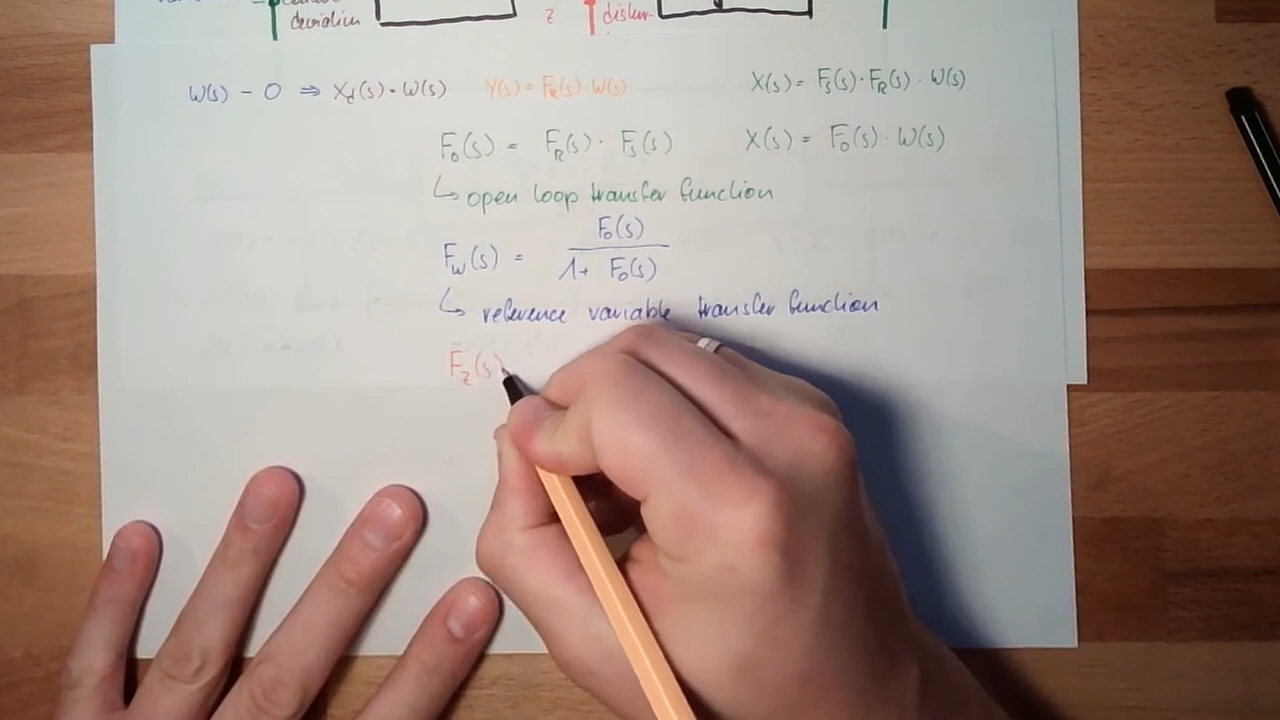 deviation z distur-
W(s) - 0 ⇒ X_d(s) = W(s) Y(s) = F_R(s) · W(s) X(s) = F_S(s) · F_R(s) · W(s)
F_0(s) = F_R(s) · F_S(s) X(s) = F_0(s) · W(s)
↳ open loop transfer function
F_0(s)
F_W(s) =
1 + F_0(s)
↳ reference variable transfer function
F_z(s)